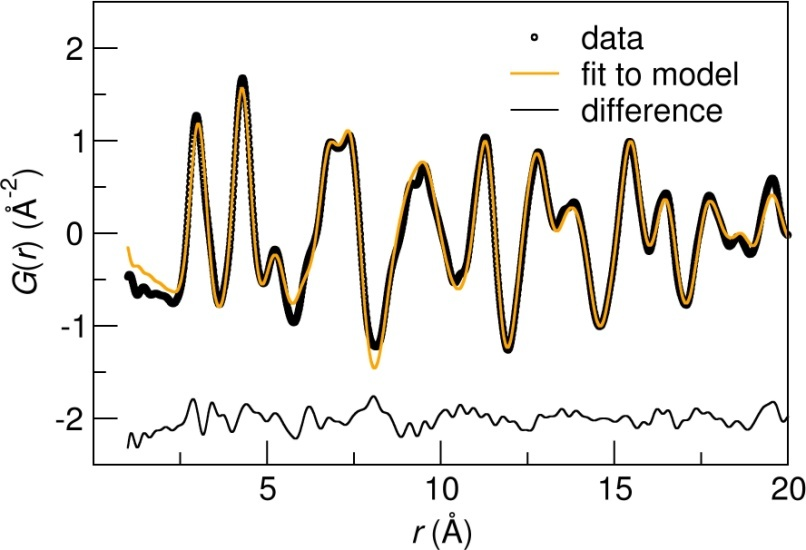 data
fit to model
difference
2
1
0
-1
-2
G(r) (Å⁻²)
5
10
15
20
r (Å)